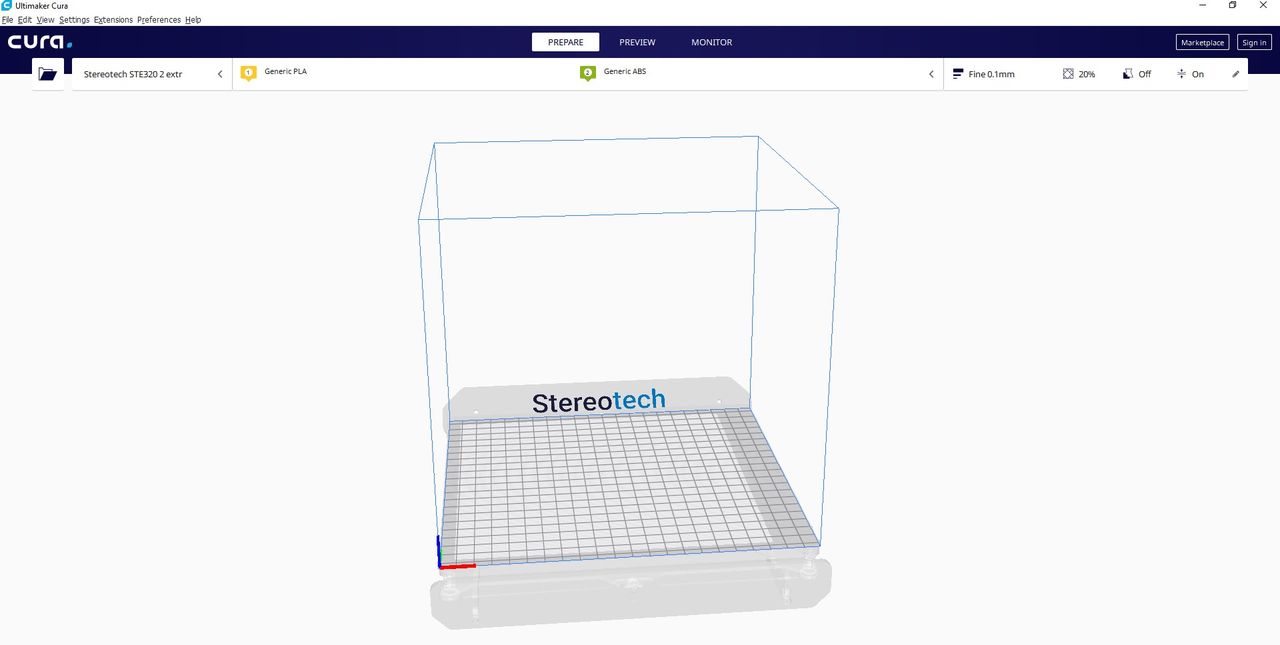 Ultimaker Cura
File Edit View Settings Extensions Preferences Help
cura.
PREPARE PREVIEW MONITOR
Marketplace Sign in
Stereotech STE320 2 extr
1 Generic PLA
2 Generic ABS
Fine 0.1mm 20% Off On
Stereotech